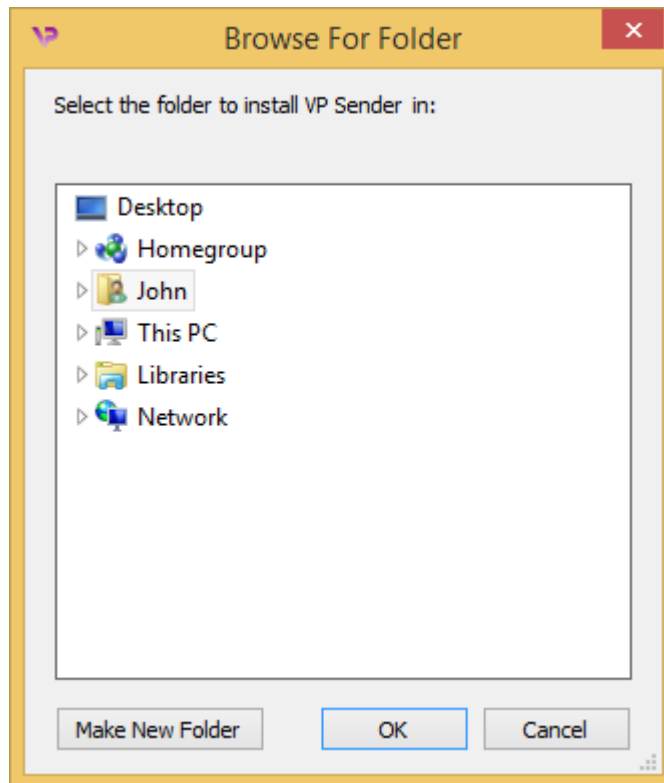 VP
Browse For Folder
Select the folder to install VP Sender in:
Desktop
Homegroup
John
This PC
Libraries
Network
Make New Folder OK Cancel